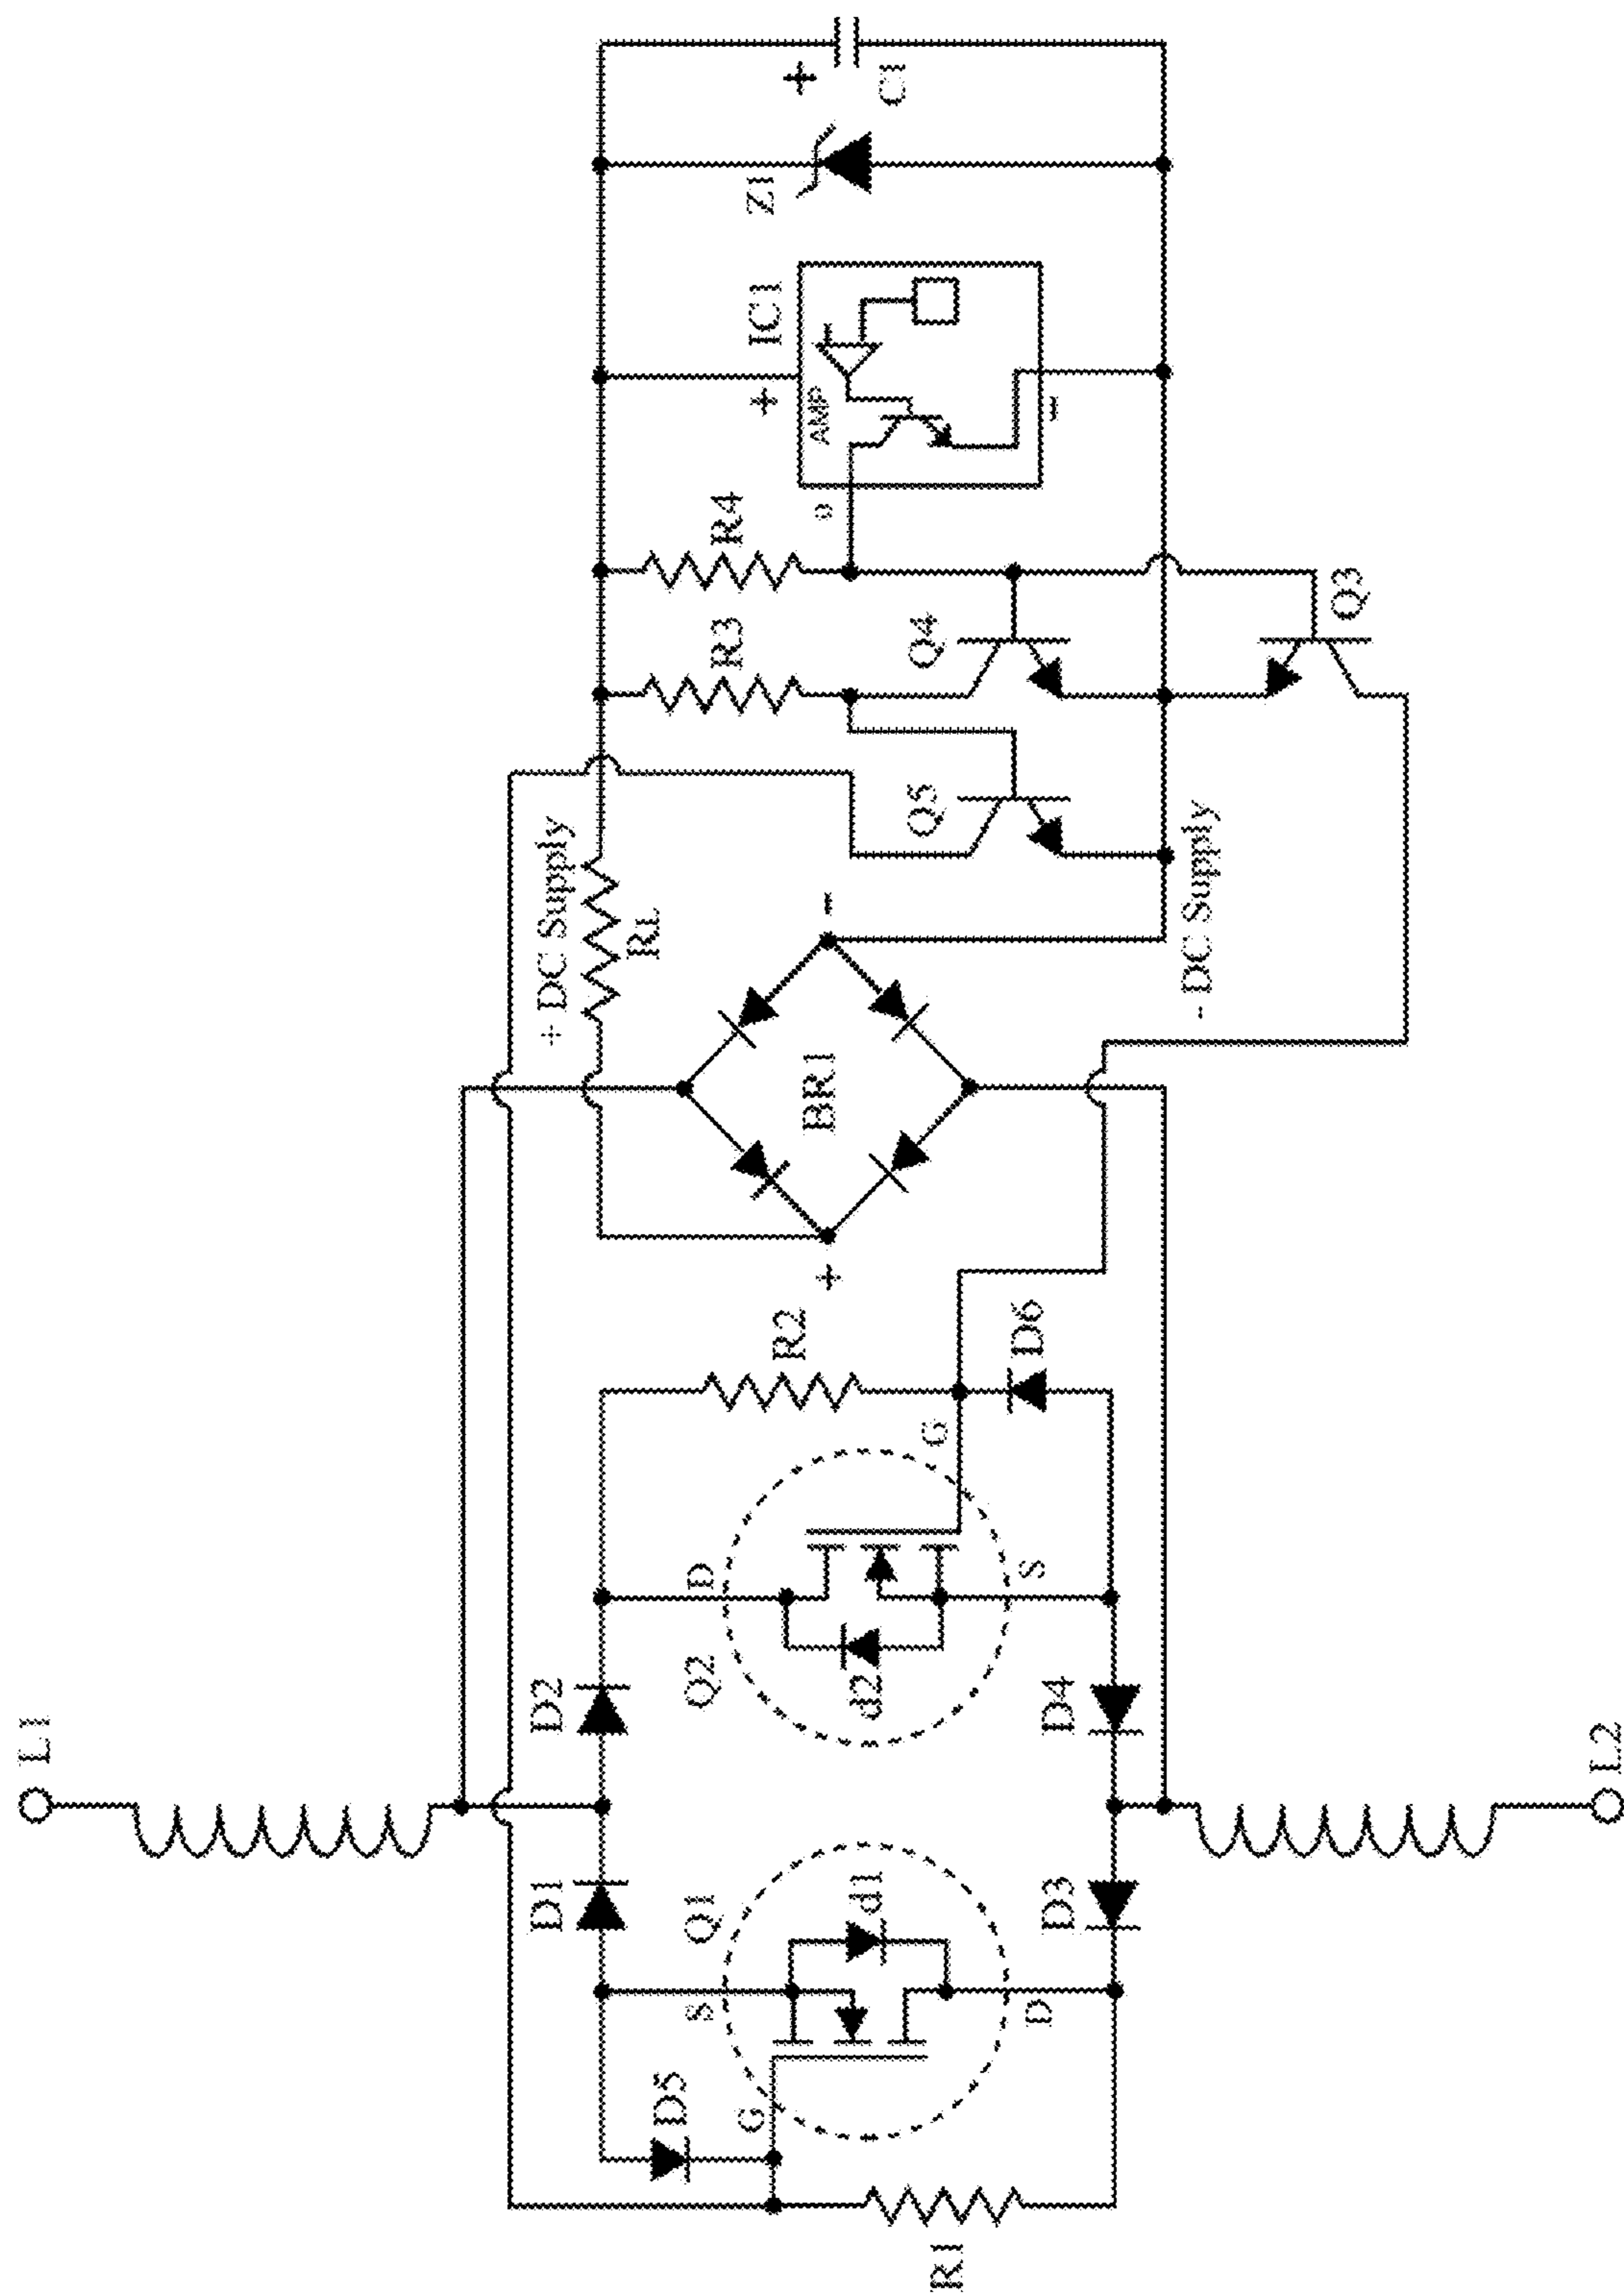 L1
L2
D1
D2
D3
D4
D5
D6
Q1
S
G
D
d1
Q2
D
G
S
d2
R1
R2
+
BR1
-
+ DC Supply
RL
- DC Supply
Q5
Q4
Q3
R3
R4
o
IC1
+
AMP
-
-
Z1
+
C1